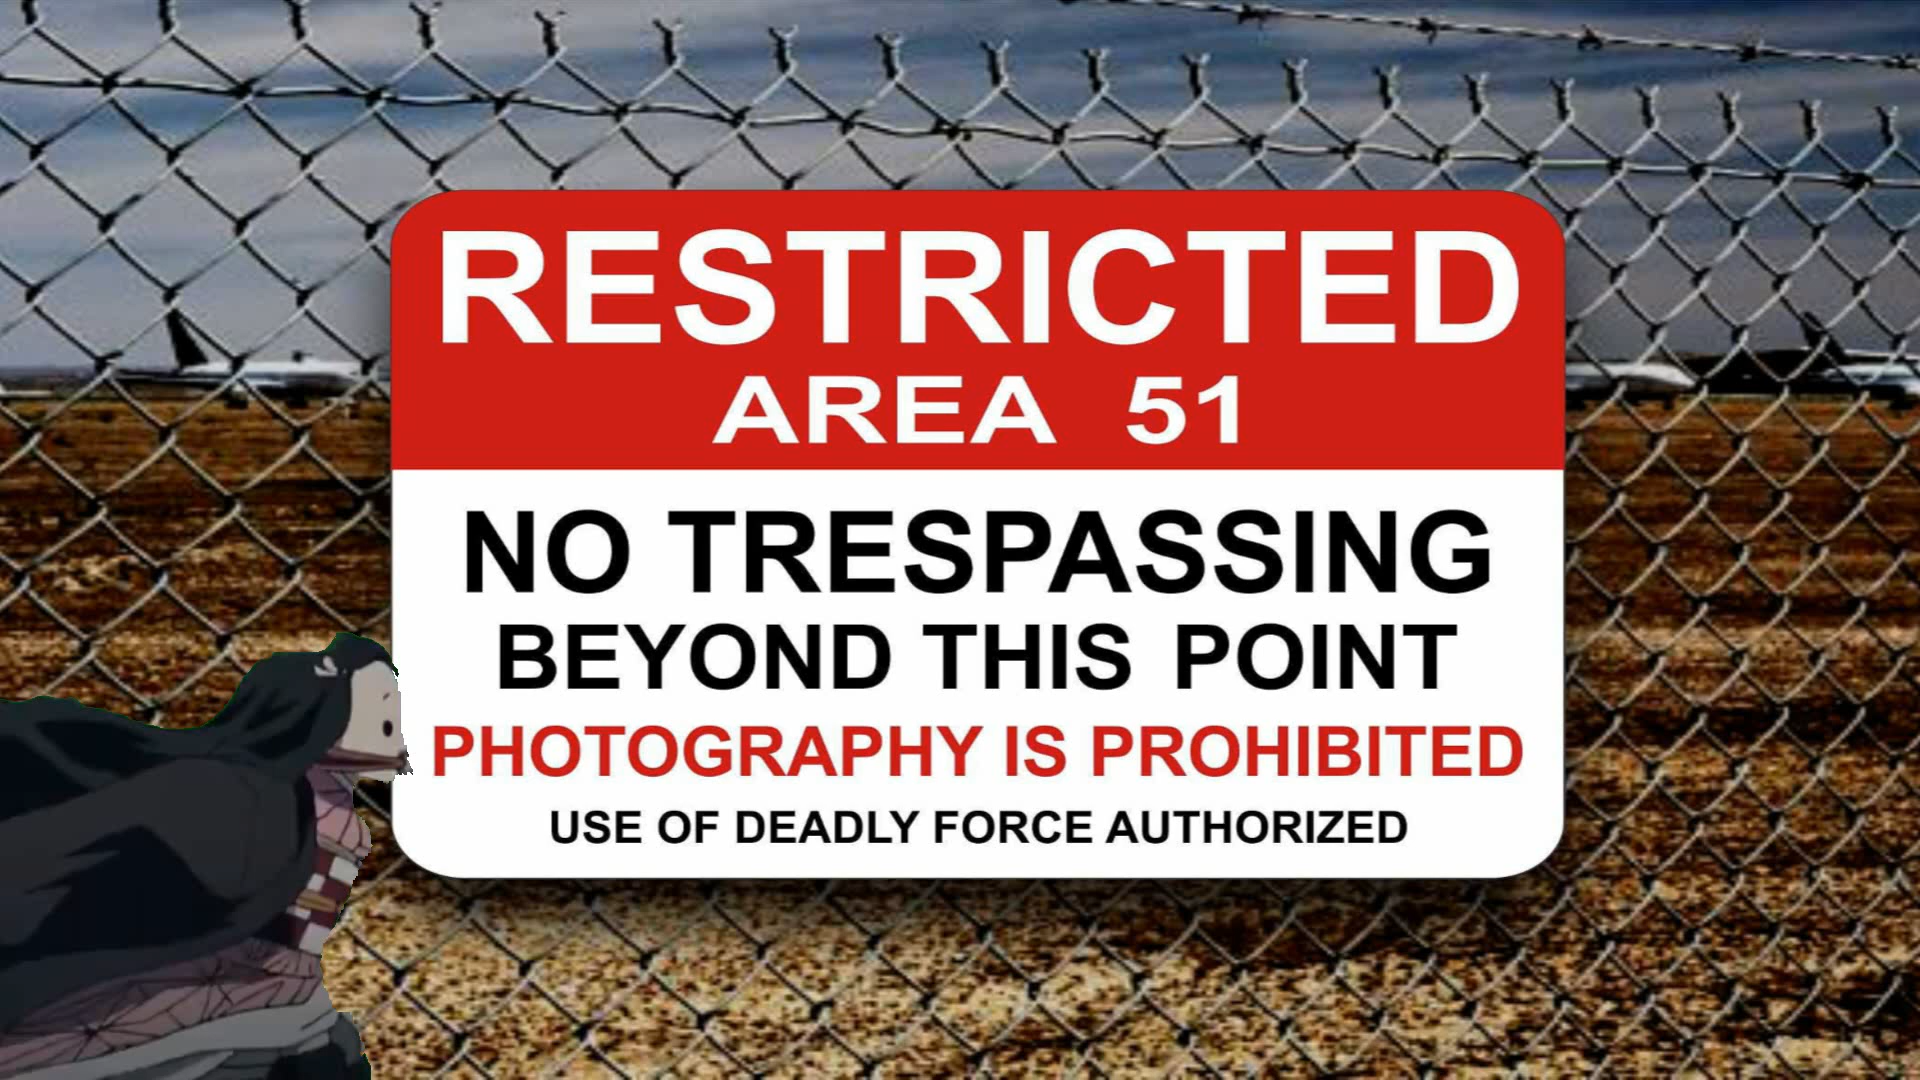 RESTRICTED
AREA 51
NO TRESPASSING
BEYOND THIS POINT
PHOTOGRAPHY IS PROHIBITED
USE OF DEADLY FORCE AUTHORIZED